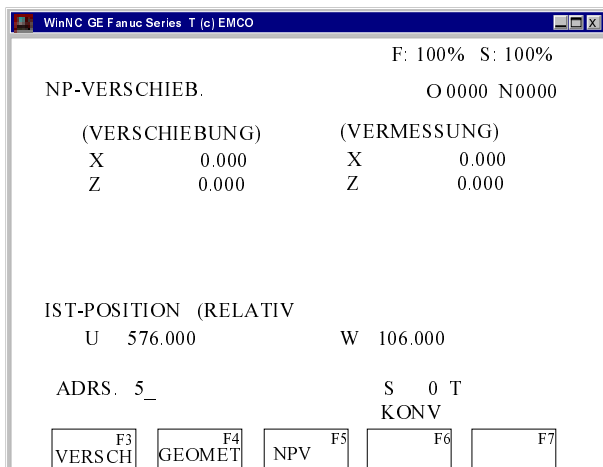 WinNC GE Fanuc Series T (c) EMCO
F: 100% S: 100%
NP-VERSCHIEB. O 0000 N0000
(VERSCHIEBUNG) (VERMESSUNG)
X 0.000 X 0.000
Z 0.000 Z 0.000
IST-POSITION (RELATIV
U 576.000 W 106.000
ADRS. 5_ S 0 T
KONV
F3 F4 F5 F6 F7
VERSCH GEOMET NPV